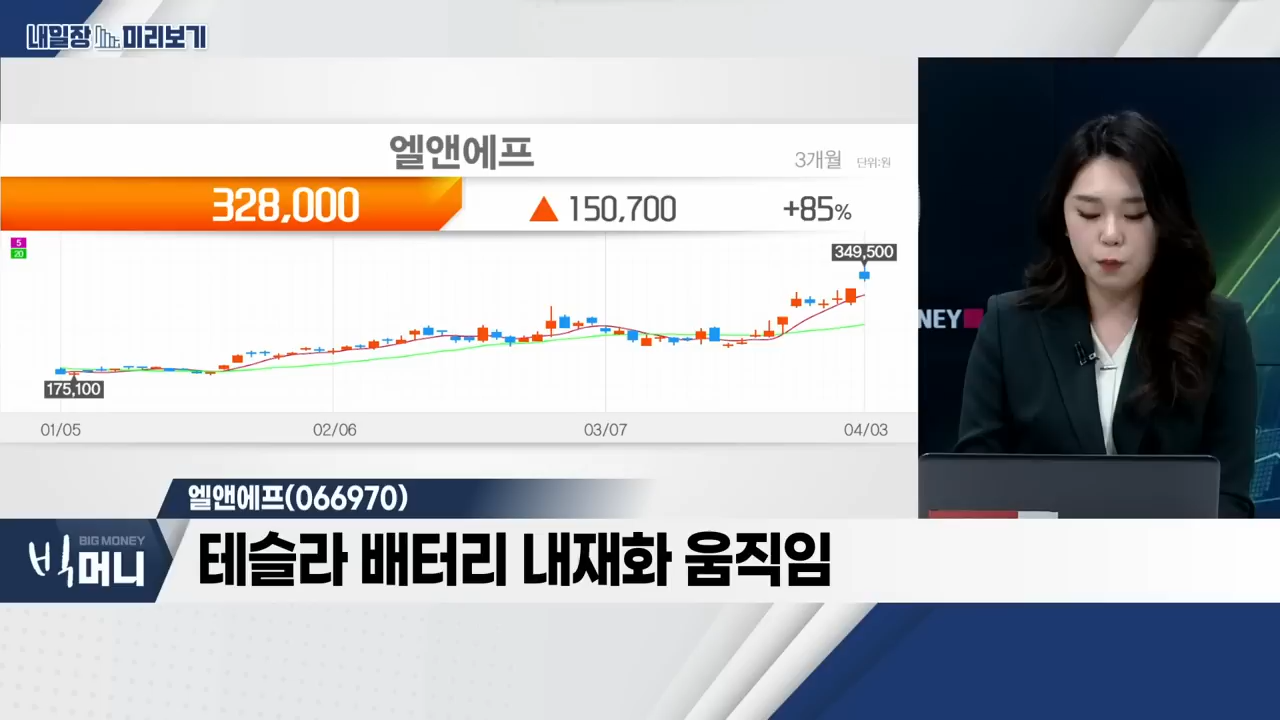 내일장 미리보기
엘앤에프
3개월 단위:원
328,000 ▲ 150,700 +85%
5
20
349,500
175,100
01/05 02/06 03/07 04/03
NEY
엘앤에프(066970)
BIG MONEY
빅머니
테슬라 배터리 내재화 움직임